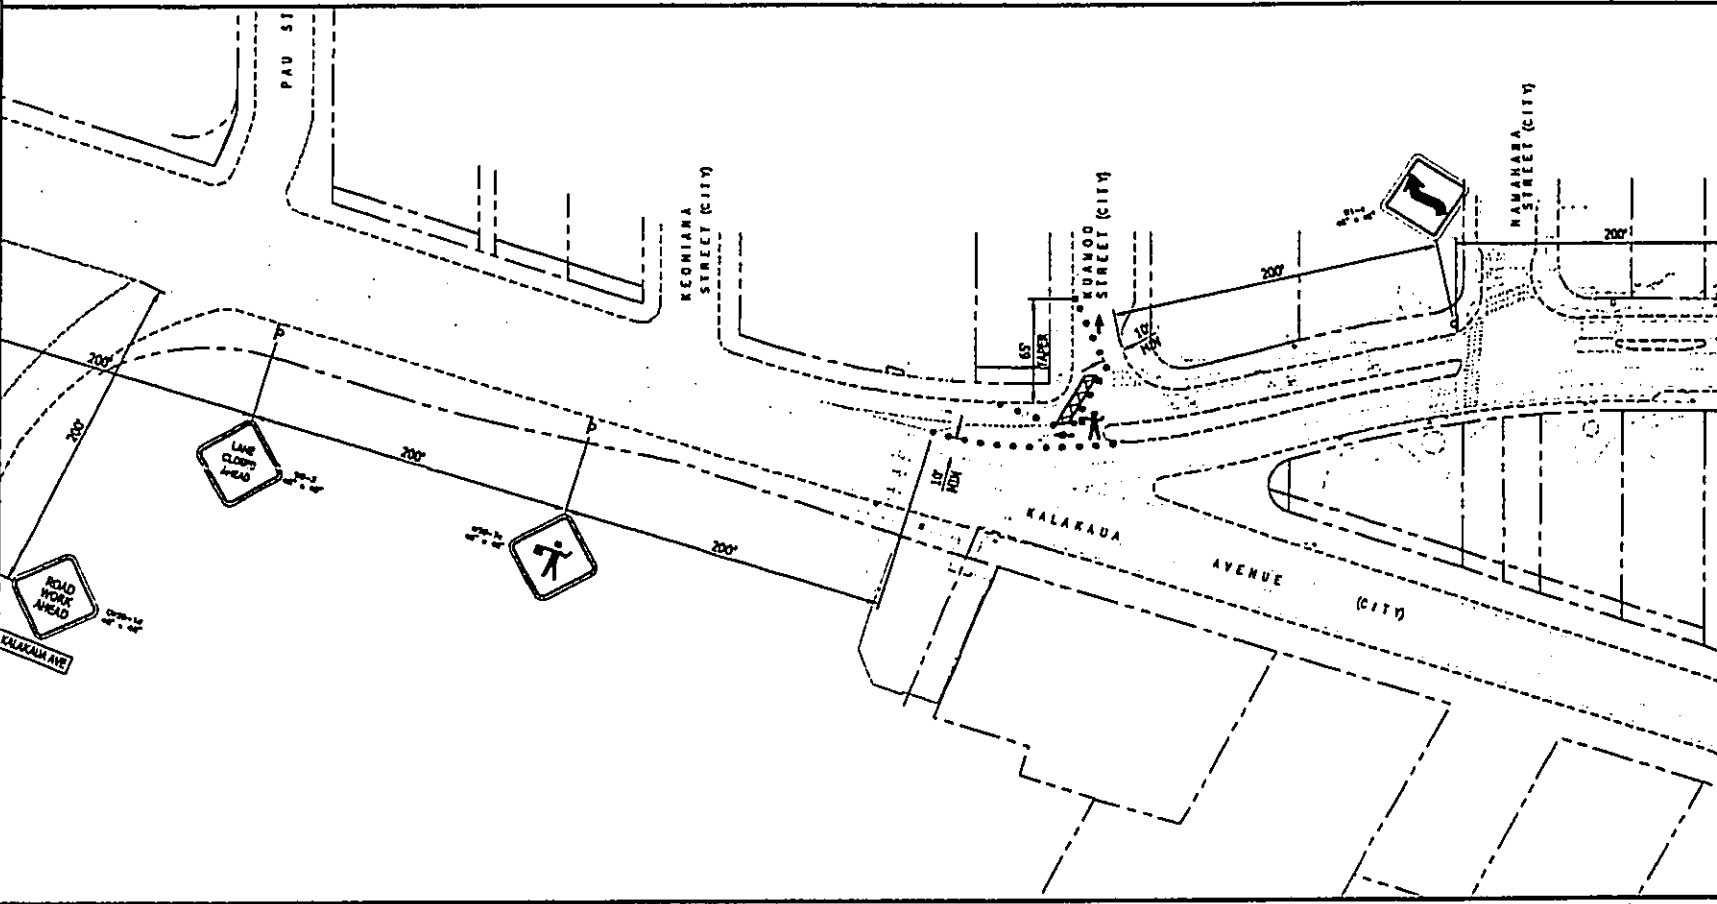 PAU ST
KEONIANA
STREET (CITY)
KUAMOO
STREET (CITY)
NAMAHANA
STREET (CITY)
200'
200'
10'
MIN
65'
TAPER
200'
200'
LANE
CLOSED
AHEAD
200'
10'
MIN
200'
KALAKAUA
AVENUE
(CITY)
ROAD
WORK
AHEAD
KALAKAUA AVE